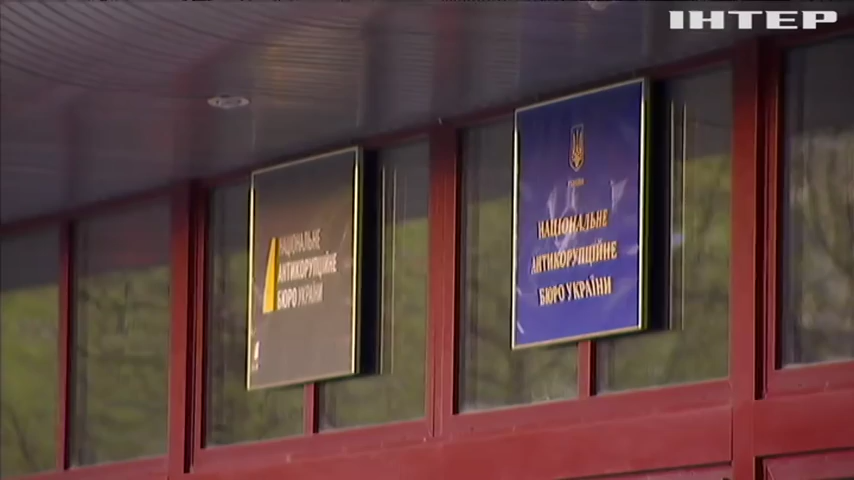 ІНТЕР
НАЦІОНАЛЬНЕ
АНТИКОРУПЦІЙНЕ
БЮРО УКРАЇНИ
НАЦІОНАЛЬНЕ
АНТИКОРУПЦІЙНЕ
БЮРО УКРАЇНИ